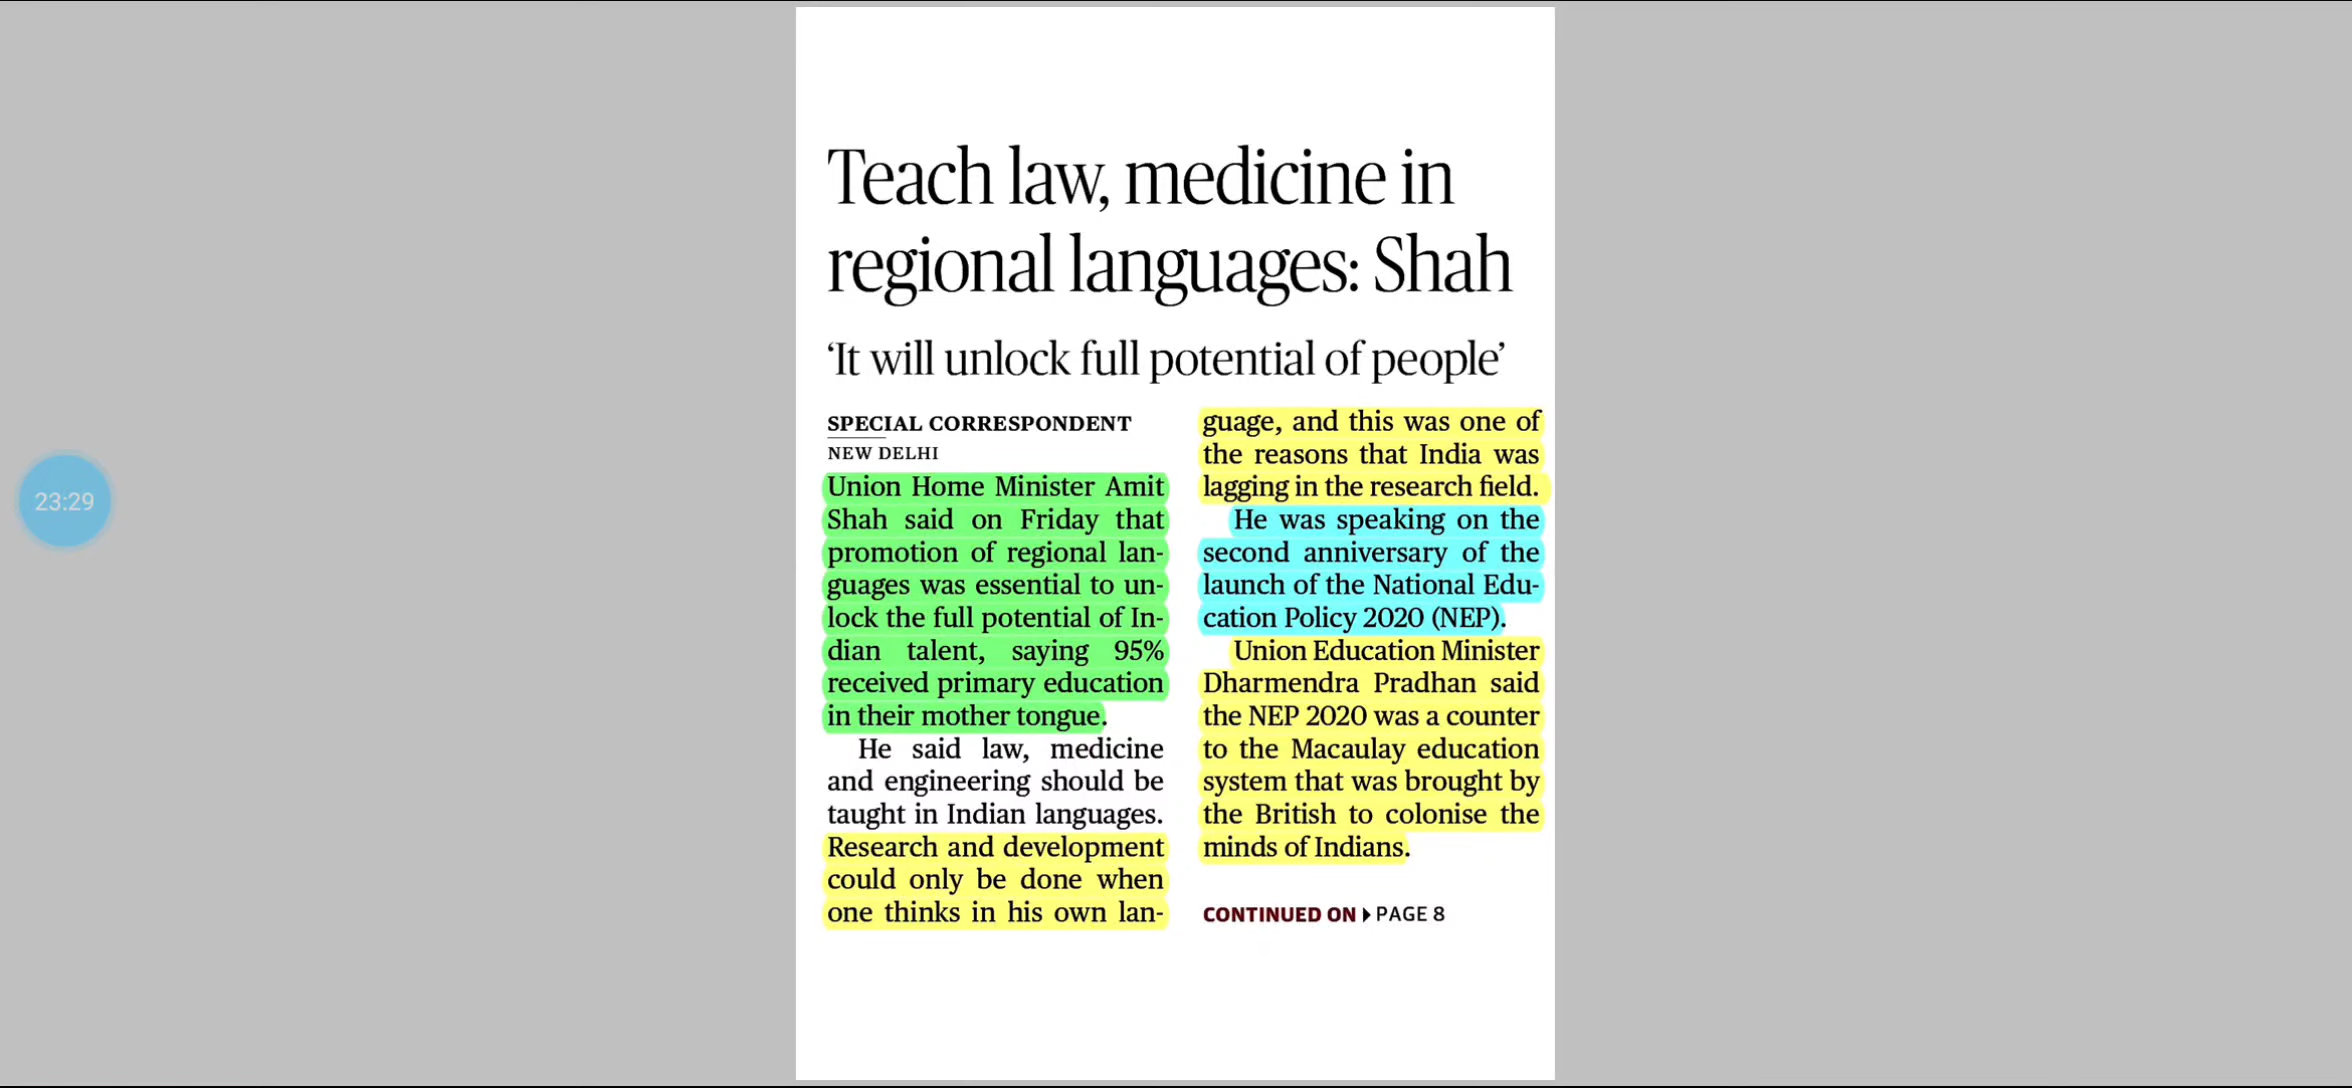 Teach law, medicine in
regional languages: Shah
‘It will unlock full potential of people’
SPECIAL CORRESPONDENT
NEW DELHI
Union Home Minister Amit
Shah said on Friday that
promotion of regional lan-
guages was essential to un-
lock the full potential of In-
dian talent, saying 95%
received primary education
in their mother tongue.
He said law, medicine
and engineering should be
taught in Indian languages.
Research and development
could only be done when
one thinks in his own lan-
guage, and this was one of
the reasons that India was
lagging in the research field.
He was speaking on the
second anniversary of the
launch of the National Edu-
cation Policy 2020 (NEP).
Union Education Minister
Dharmendra Pradhan said
the NEP 2020 was a counter
to the Macaulay education
system that was brought by
the British to colonise the
minds of Indians.
CONTINUED ON PAGE 8
23:29